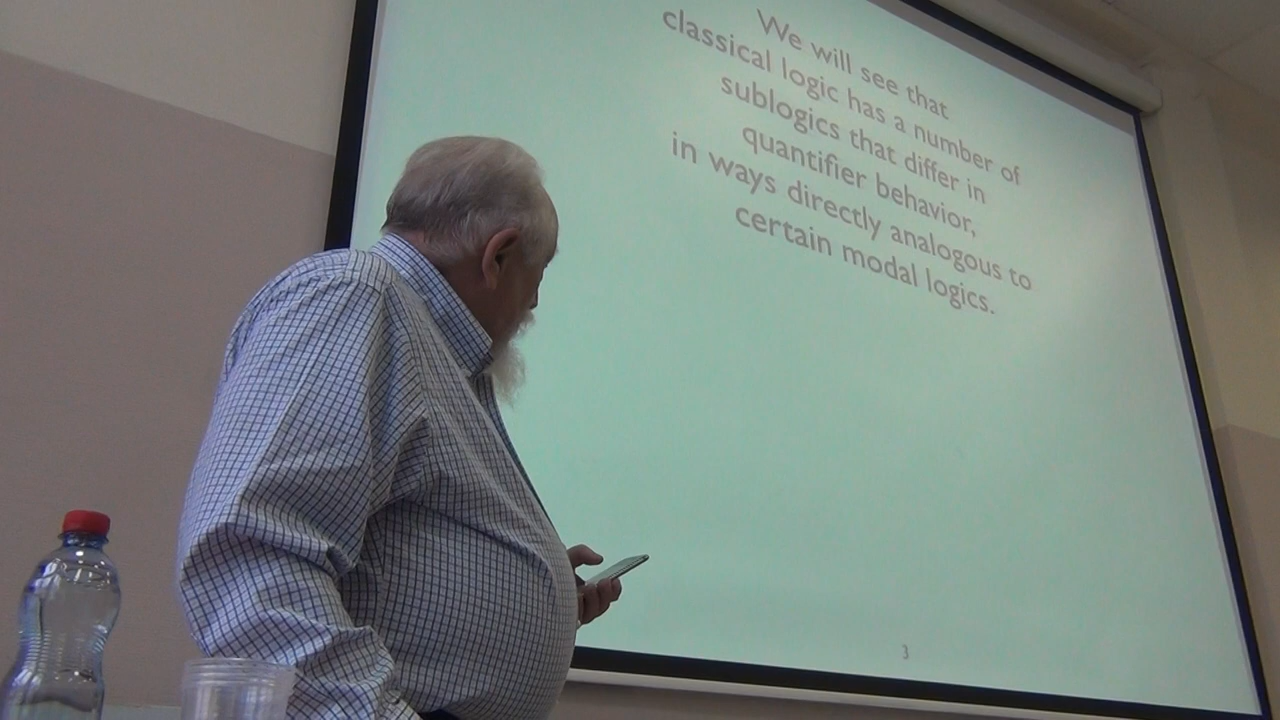 We will see that
classical logic has a number of
sublogics that differ in
quantifier behavior,
in ways directly analogous to
certain modal logics.
3